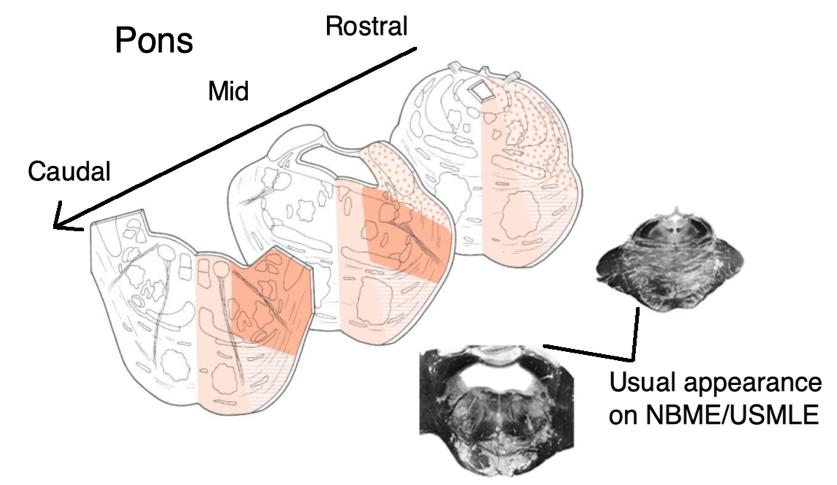 Pons
Rostral
Mid
Caudal
Usual appearance
on NBME/USMLE